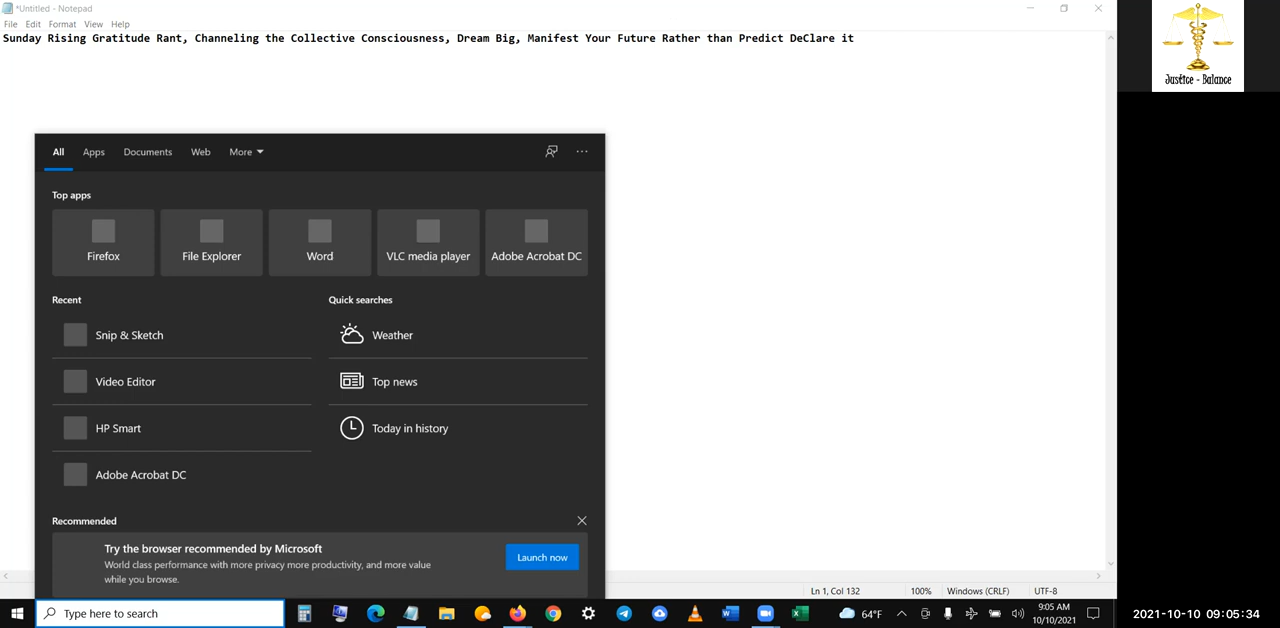 *Untitled - Notepad
File Edit Format View Help
Sunday Rising Gratitude Rant, Channeling the Collective Consciousness, Dream Big, Manifest Your Future Rather than Predict DeClare it
Justice - Balance
All Apps Documents Web More
Top apps
Firefox File Explorer Word VLC media player Adobe Acrobat DC
Recent Quick searches
Snip & Sketch Weather
Video Editor Top news
HP Smart Today in history
Adobe Acrobat DC
Recommended
Try the browser recommended by Microsoft
World class performance with more privacy more productivity, and more value
while you browse.
Launch now
Ln 1, Col 132 100% Windows (CRLF) UTF-8
Type here to search
64°F
9:05 AM
10/10/2021
2021-10-10 09:05:34